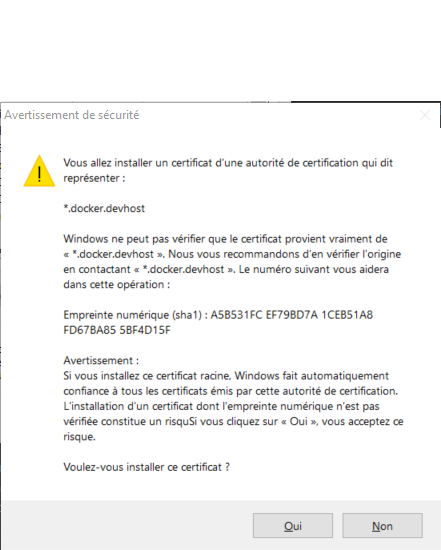 Avertissement de sécurité
Vous allez installer un certificat d'une autorité de certification qui dit
représenter :
*.docker.devhost
Windows ne peut pas vérifier que le certificat provient vraiment de
« *.docker.devhost ». Nous vous recommandons d'en vérifier l'origine
en contactant « *.docker.devhost ». Le numéro suivant vous aidera
dans cette opération :
Empreinte numérique (sha1) : A5B531FC EF79BD7A 1CEB51A8
FD67BA85 5BF4D15F
Avertissement :
Si vous installez ce certificat racine, Windows fait automatiquement
confiance à tous les certificats émis par cette autorité de certification.
L'installation d'un certificat dont l'empreinte numérique n'est pas
vérifiée constitue un risquSi vous cliquez sur « Oui », vous acceptez ce
risque.
Voulez-vous installer ce certificat ?
Oui
Non